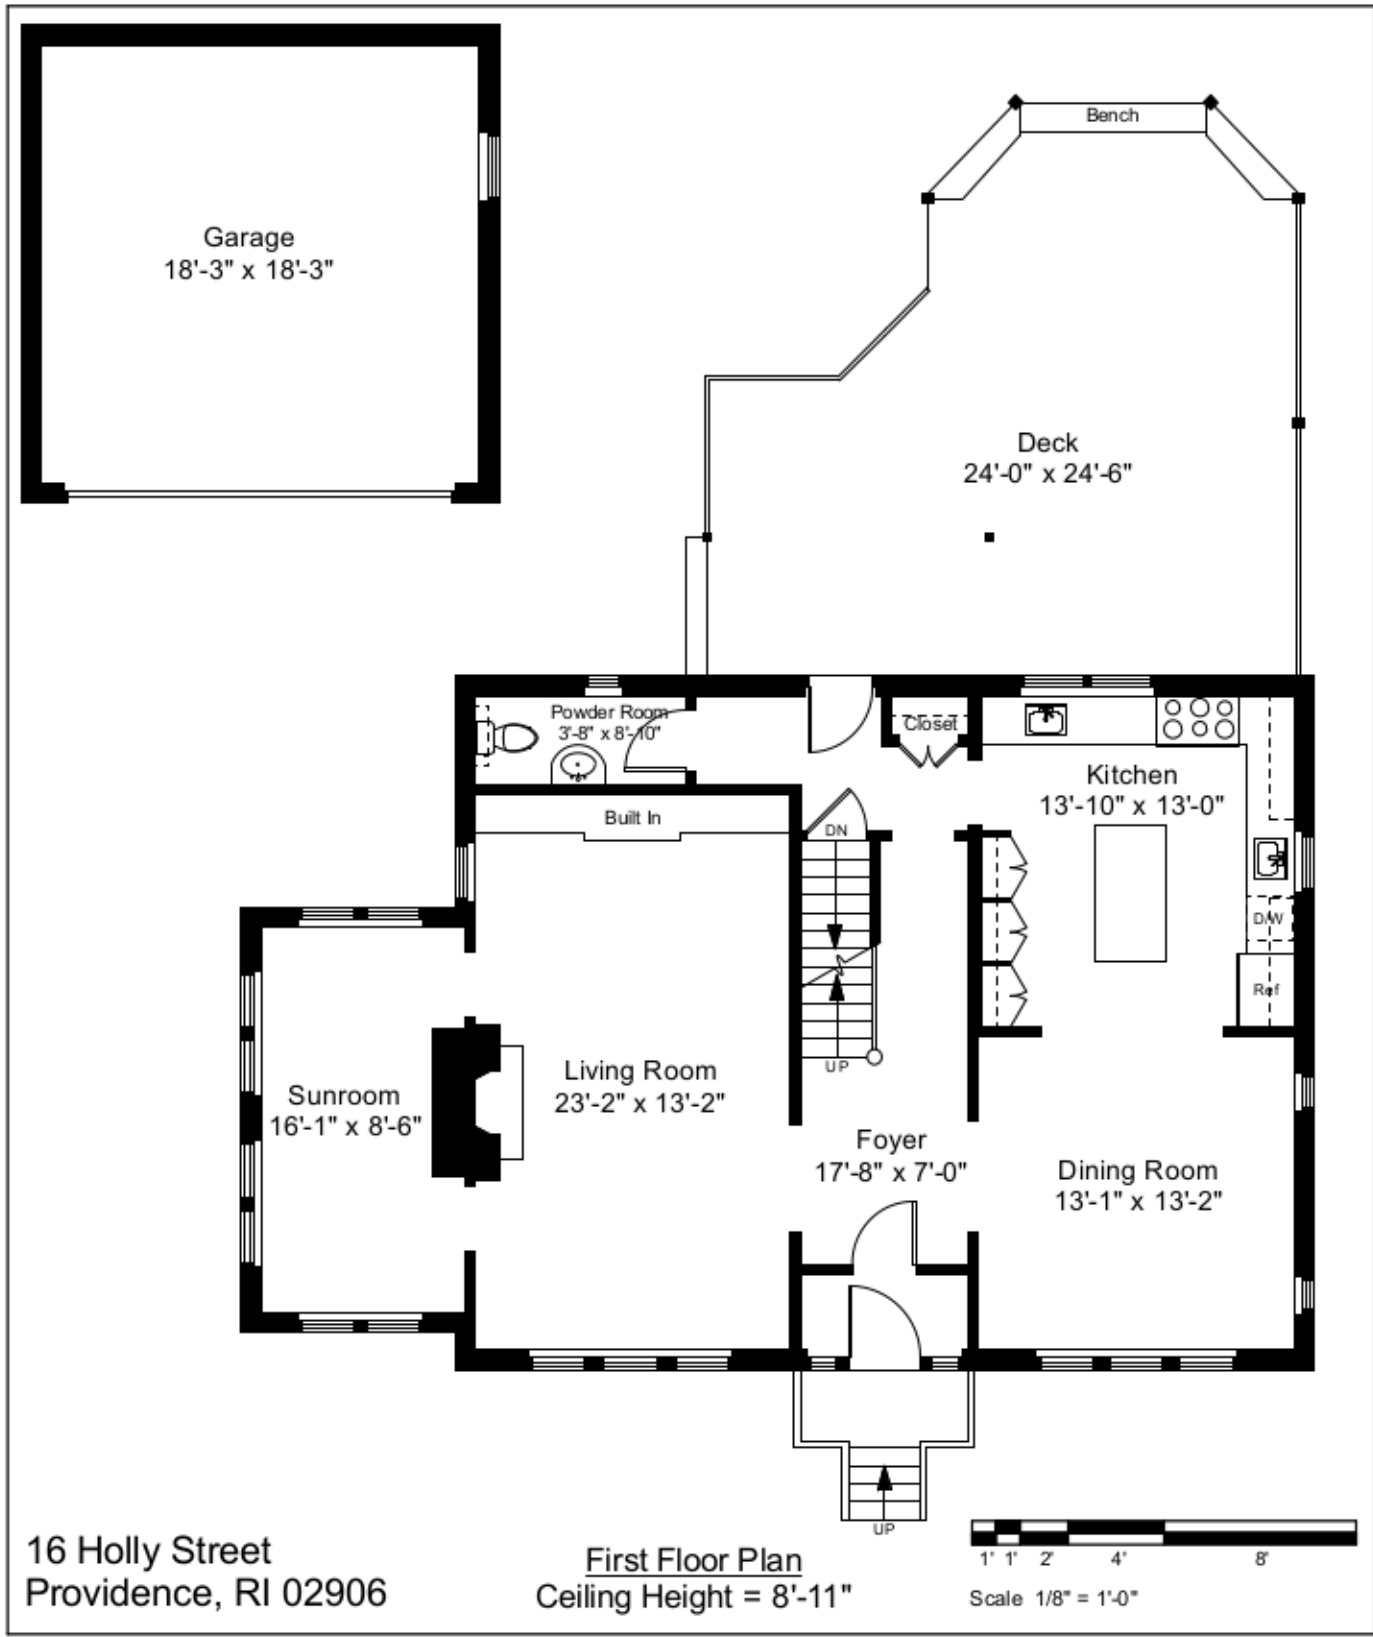 Bench
Garage
18'-3" x 18'-3"
Deck
24'-0" x 24'-6"
Powder Room
3'-8" x 8'-10"
Closet
Kitchen
13'-10" x 13'-0"
Built In
DN
D/W
Ref
UP
Living Room
23'-2" x 13'-2"
Sunroom
16'-1" x 8'-6"
Foyer
17'-8" x 7'-0"
Dining Room
13'-1" x 13'-2"
UP
16 Holly Street
Providence, RI 02906
First Floor Plan
Ceiling Height = 8'-11"
1' 1' 2' 4' 8'
Scale 1/8" = 1'-0"